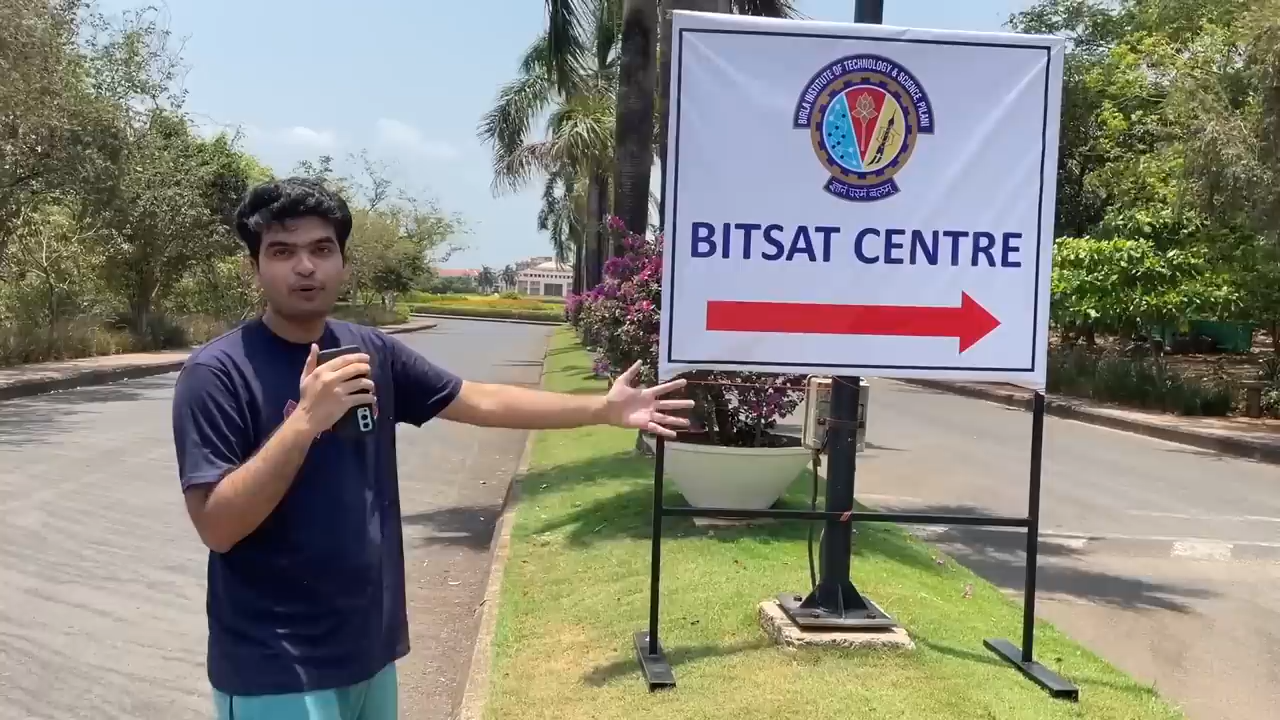 BIRLA INSTITUTE OF TECHNOLOGY & SCIENCE, PILANI
ज्ञानं परमं बलम्
BITSAT CENTRE